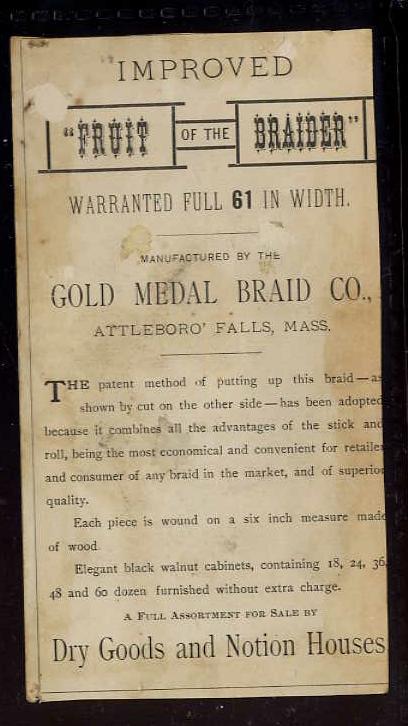 IMPROVED
"FRUIT OF THE BRAIDER"
WARRANTED FULL 61 IN WIDTH.
MANUFACTURED BY THE
GOLD MEDAL BRAID CO.,
ATTLEBORO' FALLS, MASS.
THE patent method of putting up this braid—as
shown by cut on the other side—has been adopted
because it combines all the advantages of the stick and
roll, being the most economical and convenient for retailer
and consumer of any braid in the market, and of superior
quality.
Each piece is wound on a six inch measure made
of wood.
Elegant black walnut cabinets, containing 18, 24, 36,
48 and 60 dozen furnished without extra charge.
A FULL ASSORTMENT FOR SALE BY
Dry Goods and Notion Houses